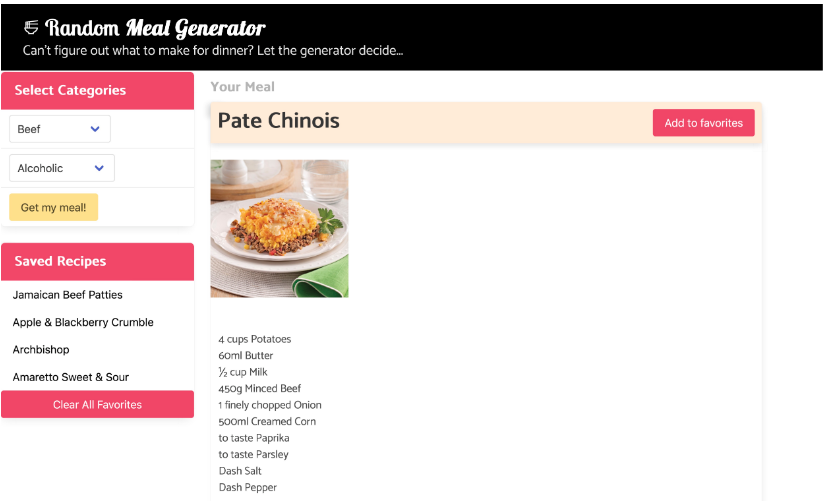 Random Meal Generator
Can't figure out what to make for dinner? Let the generator decide...
Select Categories
Beef
Alcoholic
Get my meal!
Saved Recipes
Jamaican Beef Patties
Apple & Blackberry Crumble
Archbishop
Amaretto Sweet & Sour
Clear All Favorites
Your Meal
Pate Chinois
Add to favorites
4 cups Potatoes
60ml Butter
½ cup Milk
450g Minced Beef
1 finely chopped Onion
500ml Creamed Corn
to taste Paprika
to taste Parsley
Dash Salt
Dash Pepper